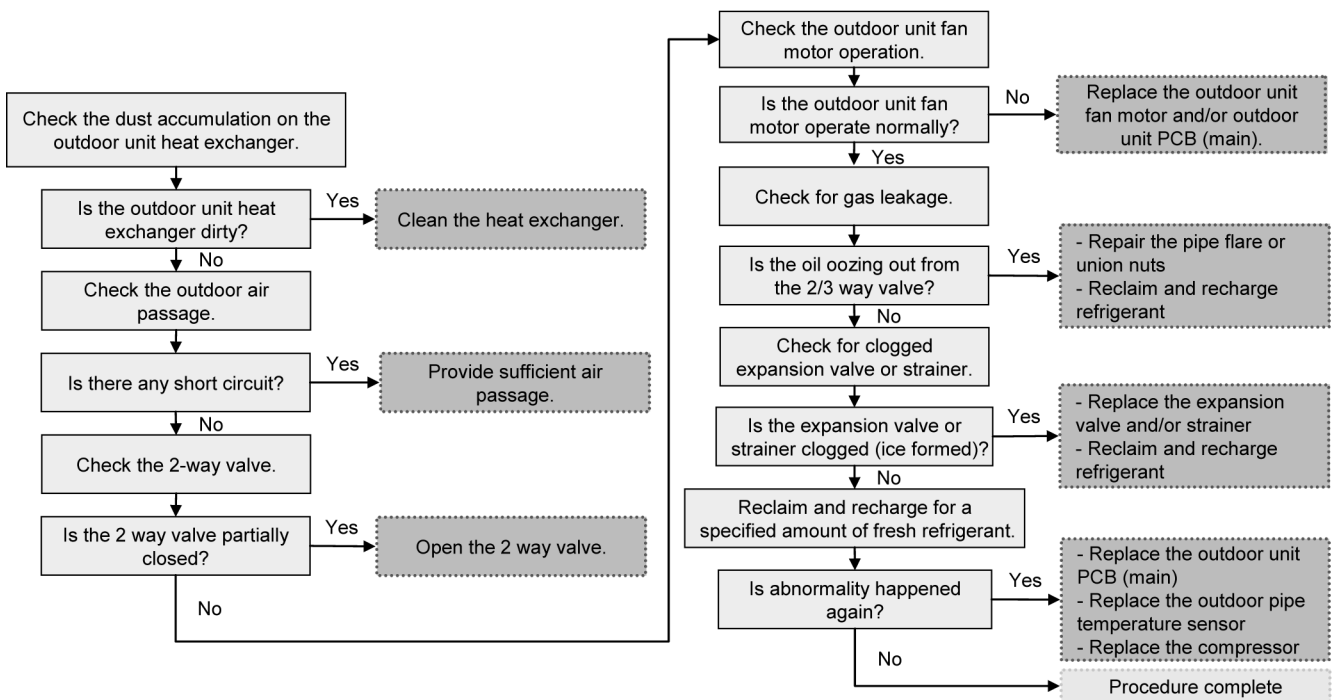 Check the dust accumulation on the
outdoor unit heat exchanger.
Is the outdoor unit heat
exchanger dirty?
Yes
Clean the heat exchanger.
No
Check the outdoor air
passage.
Is there any short circuit?
Yes
Provide sufficient air
passage.
No
Check the 2-way valve.
Is the 2 way valve partially
closed?
Yes
Open the 2 way valve.
No
Check the outdoor unit fan
motor operation.
Is the outdoor unit fan
motor operate normally?
No
Replace the outdoor unit
fan motor and/or outdoor
unit PCB (main).
Yes
Check for gas leakage.
Is the oil oozing out from
the 2/3 way valve?
Yes
- Repair the pipe flare or
union nuts
- Reclaim and recharge
refrigerant
No
Check for clogged
expansion valve or strainer.
Is the expansion valve or
strainer clogged (ice formed)?
Yes
- Replace the expansion
valve and/or strainer
- Reclaim and recharge
refrigerant
No
Reclaim and recharge for a
specified amount of fresh refrigerant.
Is abnormality happened
again?
Yes
- Replace the outdoor unit
PCB (main)
- Replace the outdoor pipe
temperature sensor
- Replace the compressor
No
Procedure complete